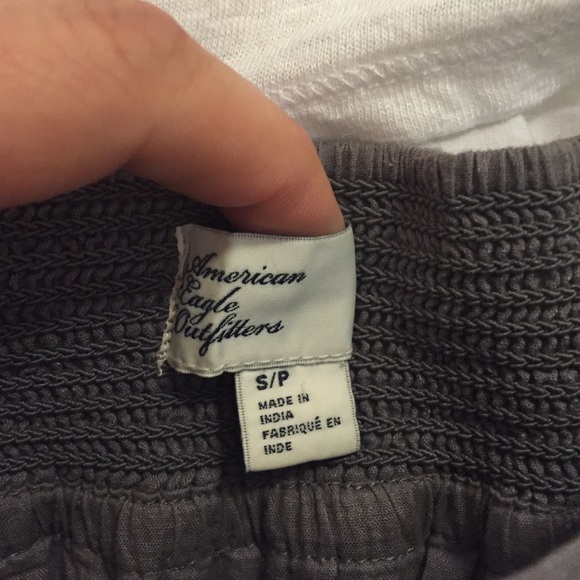 American
Eagle
Outfitters
S/P
MADE IN
INDIA
FABRIQUÉ EN
INDE